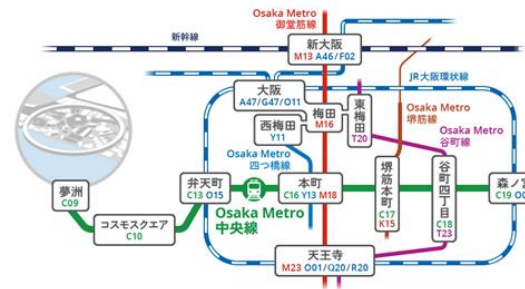 Osaka Metro
御堂筋線
新幹線
新大阪
M13 A46/F02
JR大阪環状線
大阪
A47/G47/O11
梅田
M16
東梅田
T20
西梅田
Y11
Osaka Metro
堺筋線
Osaka Metro
谷町線
Osaka Metro
四つ橋線
夢洲
C09
コスモスクエア
C10
弁天町
C13 O15
Osaka Metro
中央線
本町
C16 Y13 M18
堺筋本町
C17
K15
谷町四丁目
C18
T23
森ノ
C19
天王寺
M23 O01/Q20/R20